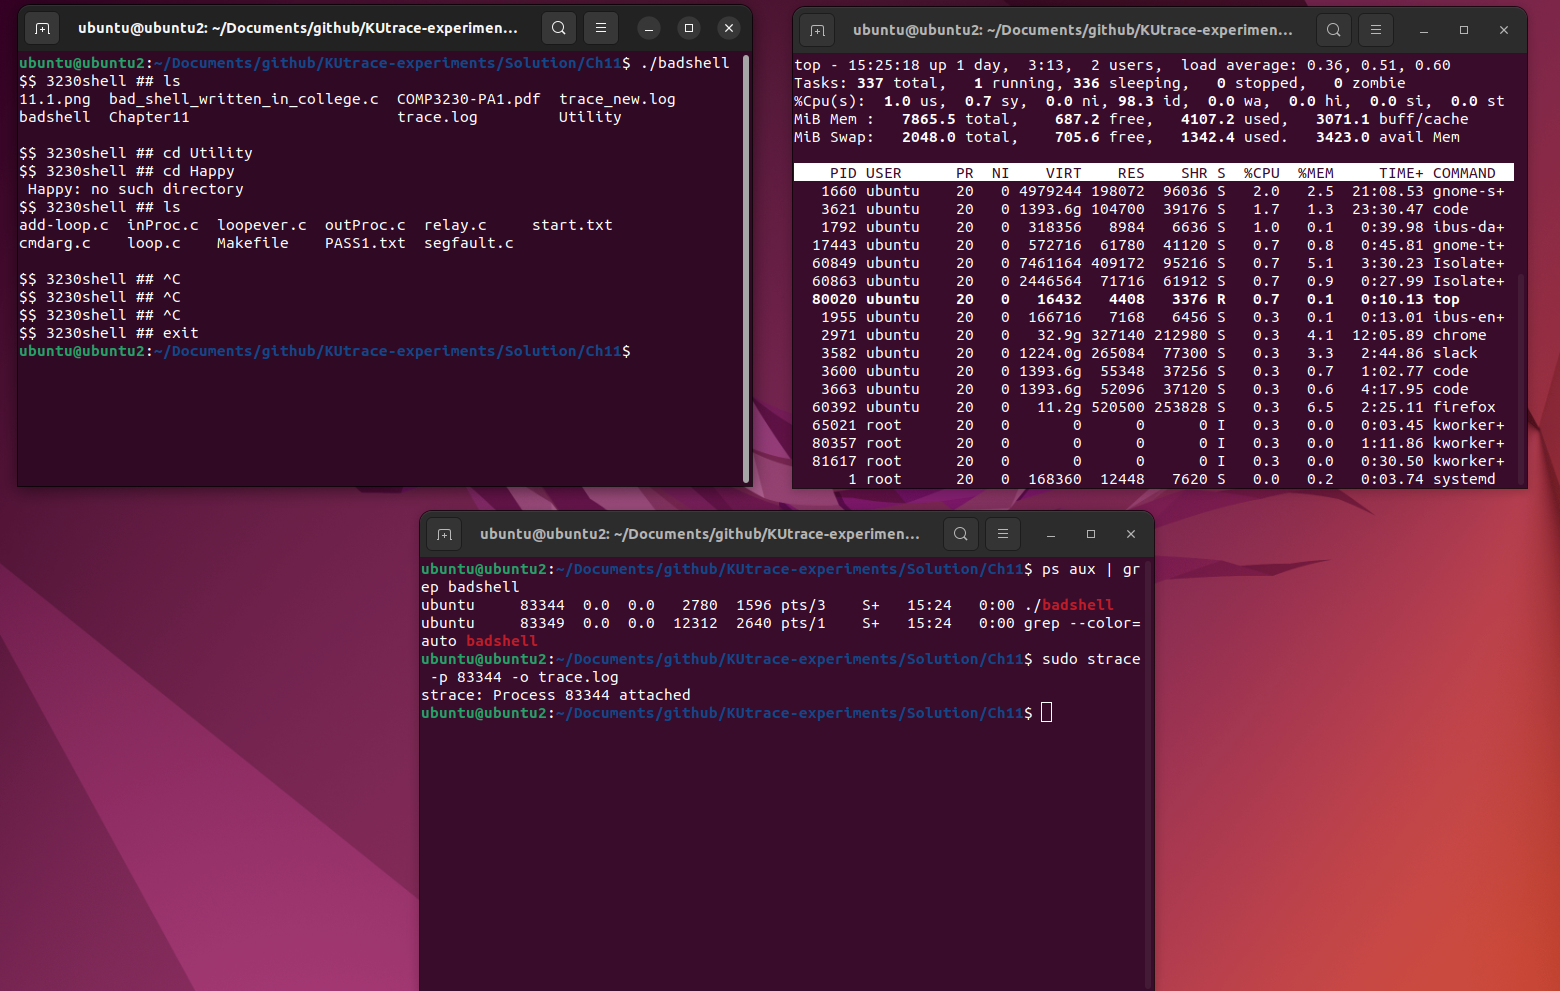 ubuntu@ubuntu2: ~/Documents/github/KUtrace-experimen...
ubuntu@ubuntu2:~/Documents/github/KUtrace-experiments/Solution/Ch11$ ./badshell
$$ 3230shell ## ls
11.1.png  bad_shell_written_in_college.c  COMP3230-PA1.pdf  trace_new.log
badshell  Chapter11                       trace.log         Utility
$$ 3230shell ## cd Utility
$$ 3230shell ## cd Happy
 Happy: no such directory
$$ 3230shell ## ls
add-loop.c  inProc.c  loopever.c  outProc.c  relay.c     start.txt
cmdarg.c    loop.c    Makefile    PASS1.txt  segfault.c
$$ 3230shell ## ^C
$$ 3230shell ## ^C
$$ 3230shell ## ^C
$$ 3230shell ## exit
ubuntu@ubuntu2:~/Documents/github/KUtrace-experiments/Solution/Ch11$
ubuntu@ubuntu2: ~/Documents/github/KUtrace-experimen...
top - 15:25:18 up 1 day,  3:13,  2 users,  load average: 0.36, 0.51, 0.60
Tasks: 337 total,   1 running, 336 sleeping,   0 stopped,   0 zombie
%Cpu(s):  1.0 us,  0.7 sy,  0.0 ni, 98.3 id,  0.0 wa,  0.0 hi,  0.0 si,  0.0 st
MiB Mem :   7865.5 total,    687.2 free,   4107.2 used,   3071.1 buff/cache
MiB Swap:   2048.0 total,    705.6 free,   1342.4 used.   3423.0 avail Mem
    PID USER      PR  NI    VIRT    RES    SHR S  %CPU  %MEM     TIME+ COMMAND
   1660 ubuntu    20   0 4979244 198072  96036 S   2.0   2.5  21:08.53 gnome-s+
   3621 ubuntu    20   0 1393.6g 104700  39176 S   1.7   1.3  23:30.47 code
   1792 ubuntu    20   0  318356   8984   6636 S   1.0   0.1   0:39.98 ibus-da+
  17443 ubuntu    20   0  572716  61780  41120 S   0.7   0.8   0:45.81 gnome-t+
  60849 ubuntu    20   0 7461164 409172  95216 S   0.7   5.1   3:30.23 Isolate+
  60863 ubuntu    20   0 2446564  71716  61912 S   0.7   0.9   0:27.99 Isolate+
  80020 ubuntu    20   0   16432   4408   3376 R   0.7   0.1   0:10.13 top
   1955 ubuntu    20   0  166716   7168   6456 S   0.3   0.1   0:13.01 ibus-en+
   2971 ubuntu    20   0   32.9g 327140 212980 S   0.3   4.1  12:05.89 chrome
   3582 ubuntu    20   0 1224.0g 265084  77300 S   0.3   3.3   2:44.86 slack
   3600 ubuntu    20   0 1393.6g  55348  37256 S   0.3   0.7   1:02.77 code
   3663 ubuntu    20   0 1393.6g  52096  37120 S   0.3   0.6   4:17.95 code
  60392 ubuntu    20   0   11.2g 520500 253828 S   0.3   6.5   2:25.11 firefox
  65021 root      20   0       0      0      0 I   0.3   0.0   0:03.45 kworker+
  80357 root      20   0       0      0      0 I   0.3   0.0   1:11.86 kworker+
  81617 root      20   0       0      0      0 I   0.3   0.0   0:30.50 kworker+
      1 root      20   0  168360  12448   7620 S   0.0   0.2   0:03.74 systemd
ubuntu@ubuntu2: ~/Documents/github/KUtrace-experimen...
ubuntu@ubuntu2:~/Documents/github/KUtrace-experiments/Solution/Ch11$ ps aux | gr
ep badshell
ubuntu     83344  0.0  0.0   2780  1596 pts/3    S+   15:24   0:00 ./badshell
ubuntu     83349  0.0  0.0  12312  2640 pts/1    S+   15:24   0:00 grep --color=
auto badshell
ubuntu@ubuntu2:~/Documents/github/KUtrace-experiments/Solution/Ch11$ sudo strace
 -p 83344 -o trace.log
strace: Process 83344 attached
ubuntu@ubuntu2:~/Documents/github/KUtrace-experiments/Solution/Ch11$